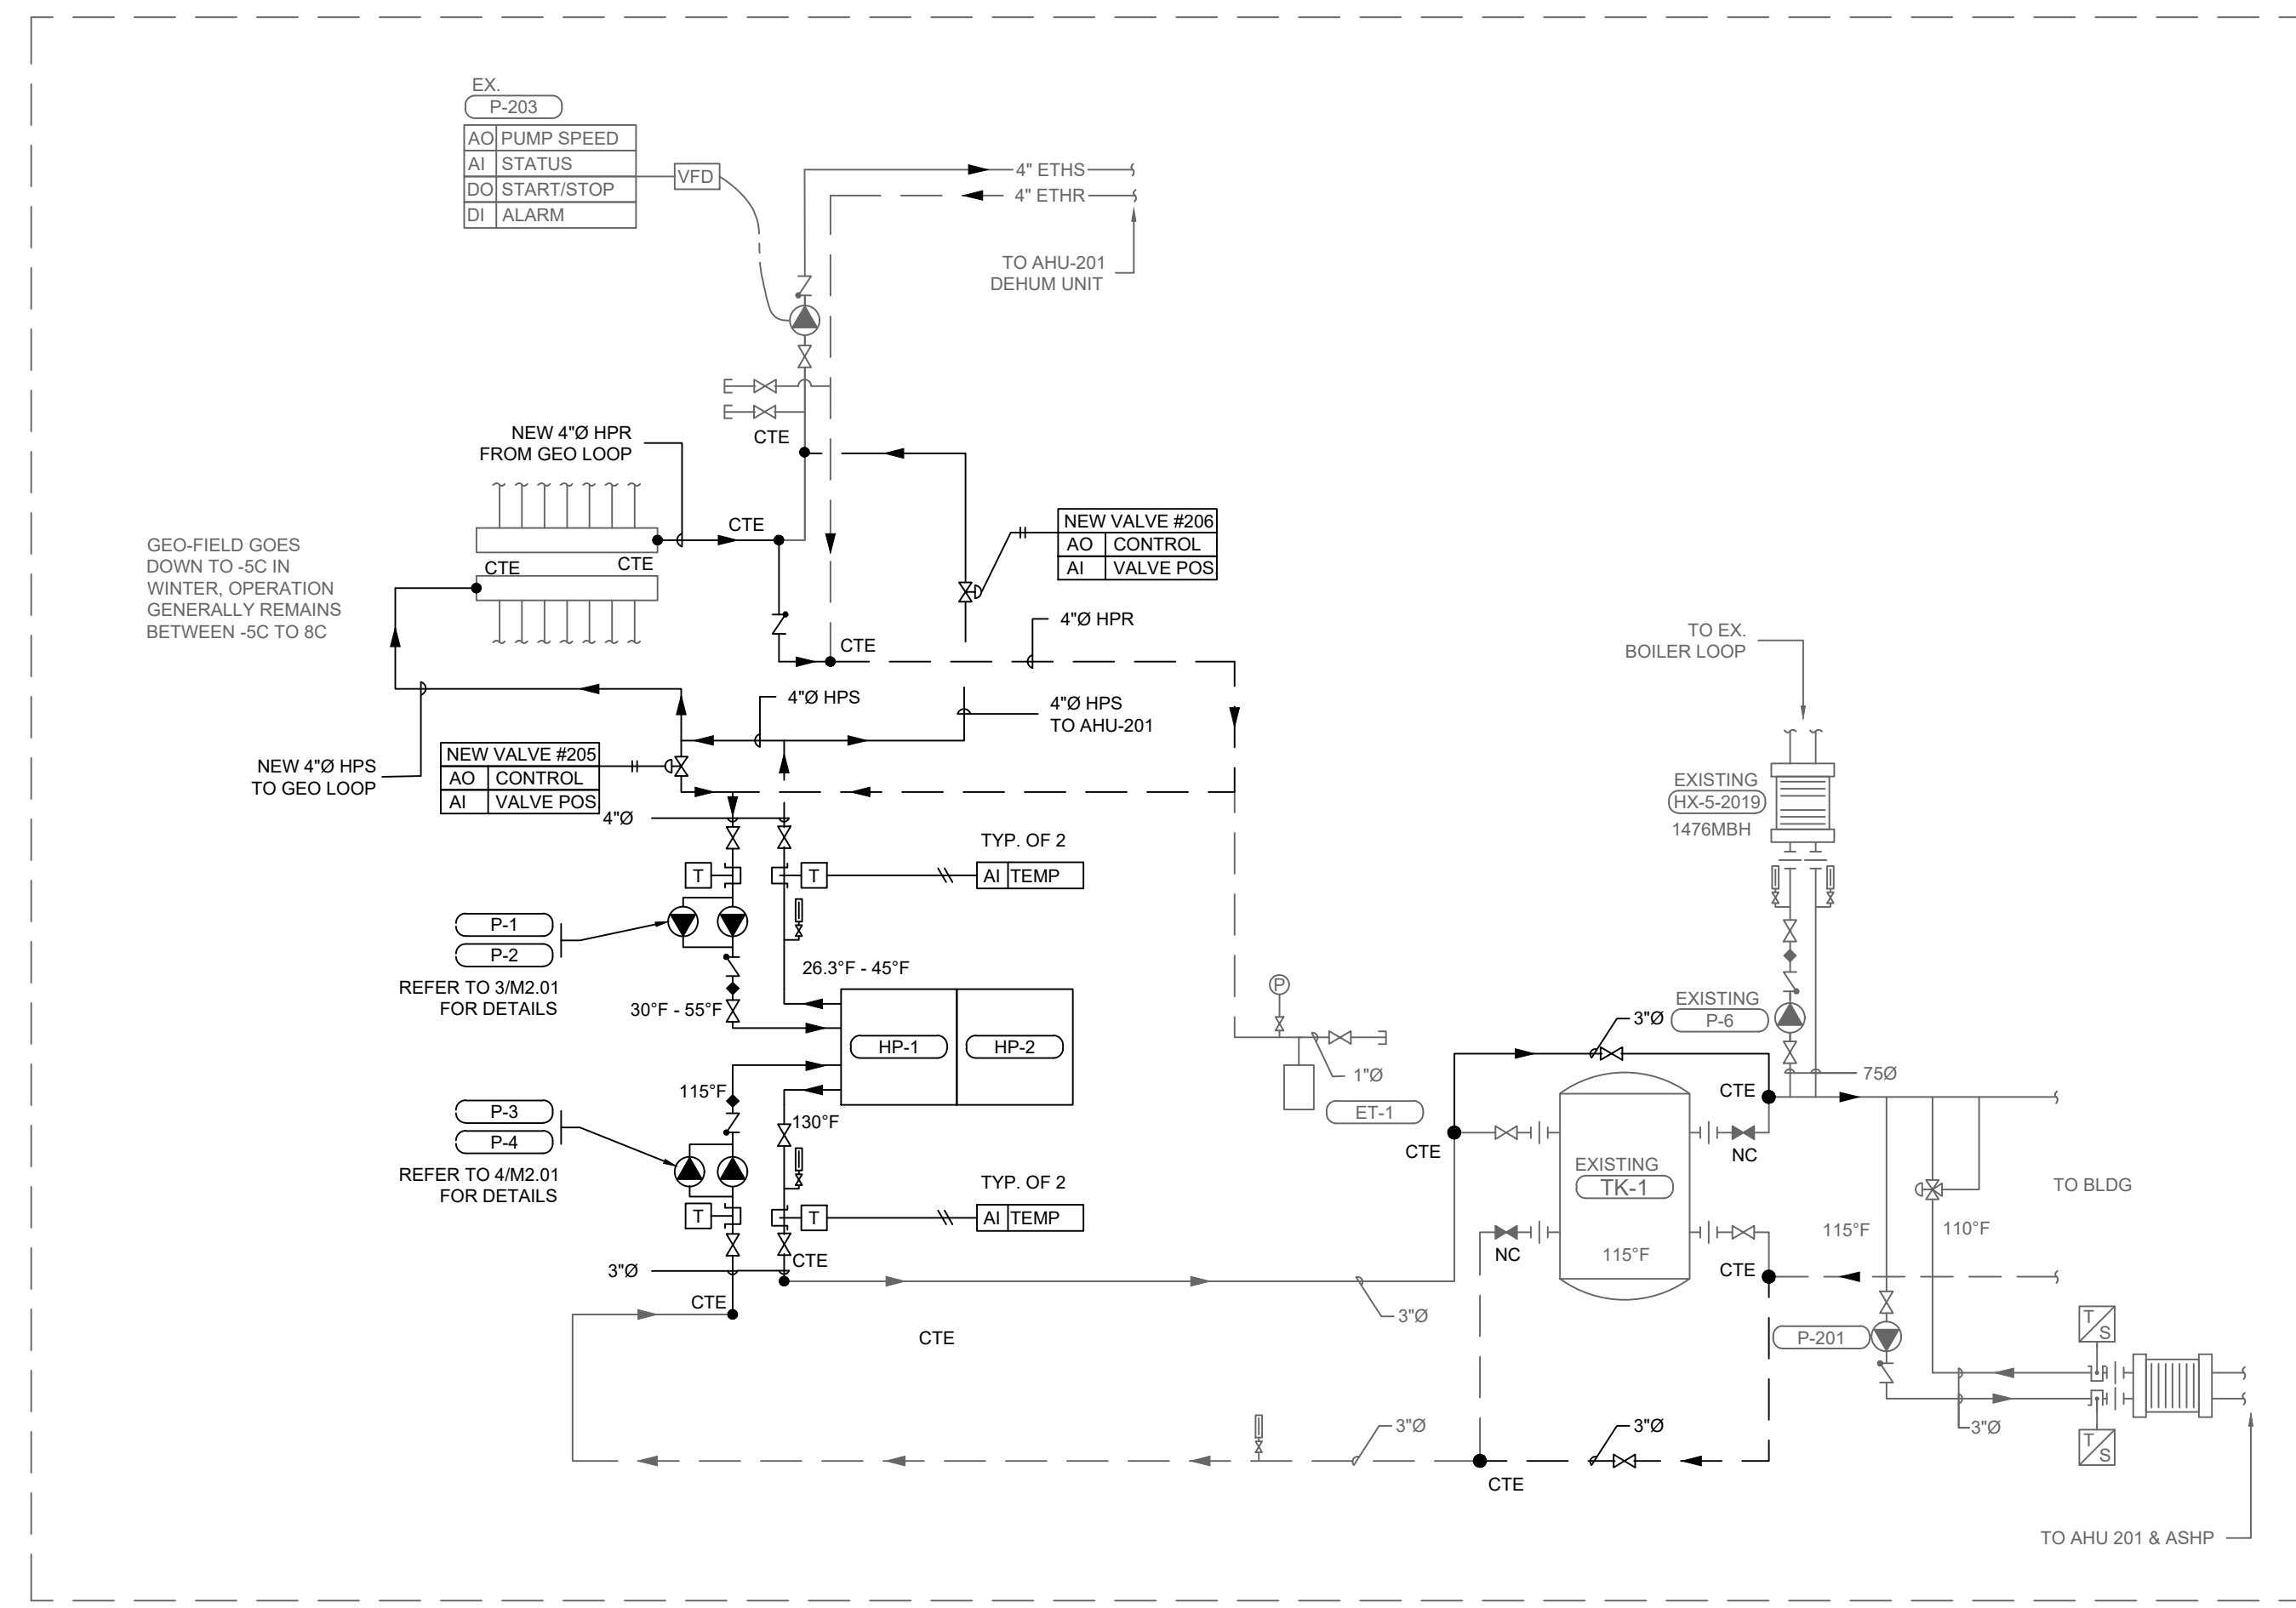 EX.
P-203
AO PUMP SPEED
AI STATUS
DO START/STOP
DI ALARM
VFD
4" ETHS
4" ETHR
TO AHU-201
DEHUM UNIT
CTE
NEW 4"Ø HPR
FROM GEO LOOP
CTE
CTE
CTE
GEO-FIELD GOES
DOWN TO -5C IN
WINTER, OPERATION
GENERALLY REMAINS
BETWEEN -5C TO 8C
NEW VALVE #206
AO CONTROL
AI VALVE POS
4"Ø HPR
CTE
4"Ø HPS
4"Ø HPS
TO AHU-201
NEW 4"Ø HPS
TO GEO LOOP
NEW VALVE #205
AO CONTROL
AI VALVE POS
4"Ø
TYP. OF 2
T
T
AI TEMP
P-1
P-2
REFER TO 3/M2.01
FOR DETAILS
26.3°F - 45°F
30°F - 55°F
HP-1
HP-2
115°F
130°F
P-3
P-4
REFER TO 4/M2.01
FOR DETAILS
TYP. OF 2
T
T
AI TEMP
CTE
3"Ø
CTE
CTE
P
1"Ø
ET-1
TO EX.
BOILER LOOP
EXISTING
HX-5-2019
1476MBH
EXISTING
P-6
3"Ø
75Ø
CTE
CTE
NC
EXISTING
TK-1
115°F
NC
CTE
TO BLDG
115°F
110°F
3"Ø
P-201
T
S
3"Ø
3"Ø
3"Ø
T
S
CTE
TO AHU 201 & ASHP